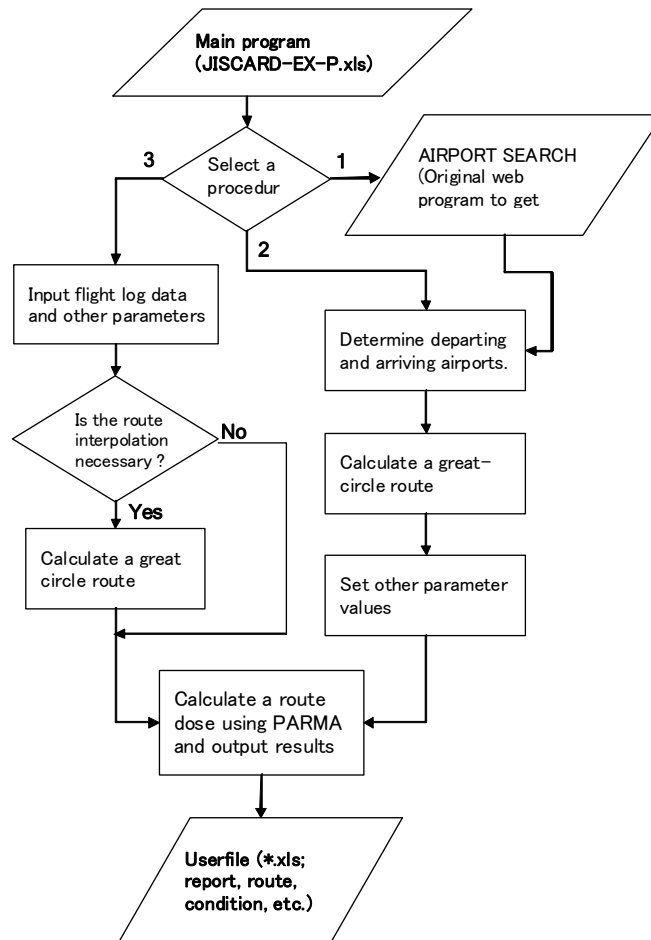 Main program
(JISCARD-EX-P.xls)
3
Select a
procedur
1
AIRPORT SEARCH
(Original web
program to get
2
Input flight log data
and other parameters
Determine departing
and arriving airports.
Is the route
interpolation
necessary ?
No
Yes
Calculate a great-
circle route
Calculate a great
circle route
Set other parameter
values
Calculate a route
dose using PARMA
and output results
Userfile (*.xls;
report, route,
condition, etc.)